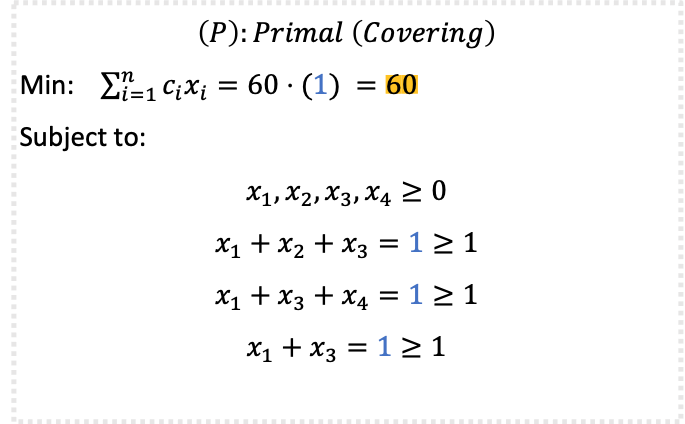 (P): Primal (Covering)
Min: ∑ⁿᵢ₌₁ cᵢxᵢ = 60 · (1) = 60
Subject to:
x₁, x₂, x₃, x₄ ≥ 0
x₁ + x₂ + x₃ = 1 ≥ 1
x₁ + x₃ + x₄ = 1 ≥ 1
x₁ + x₃ = 1 ≥ 1